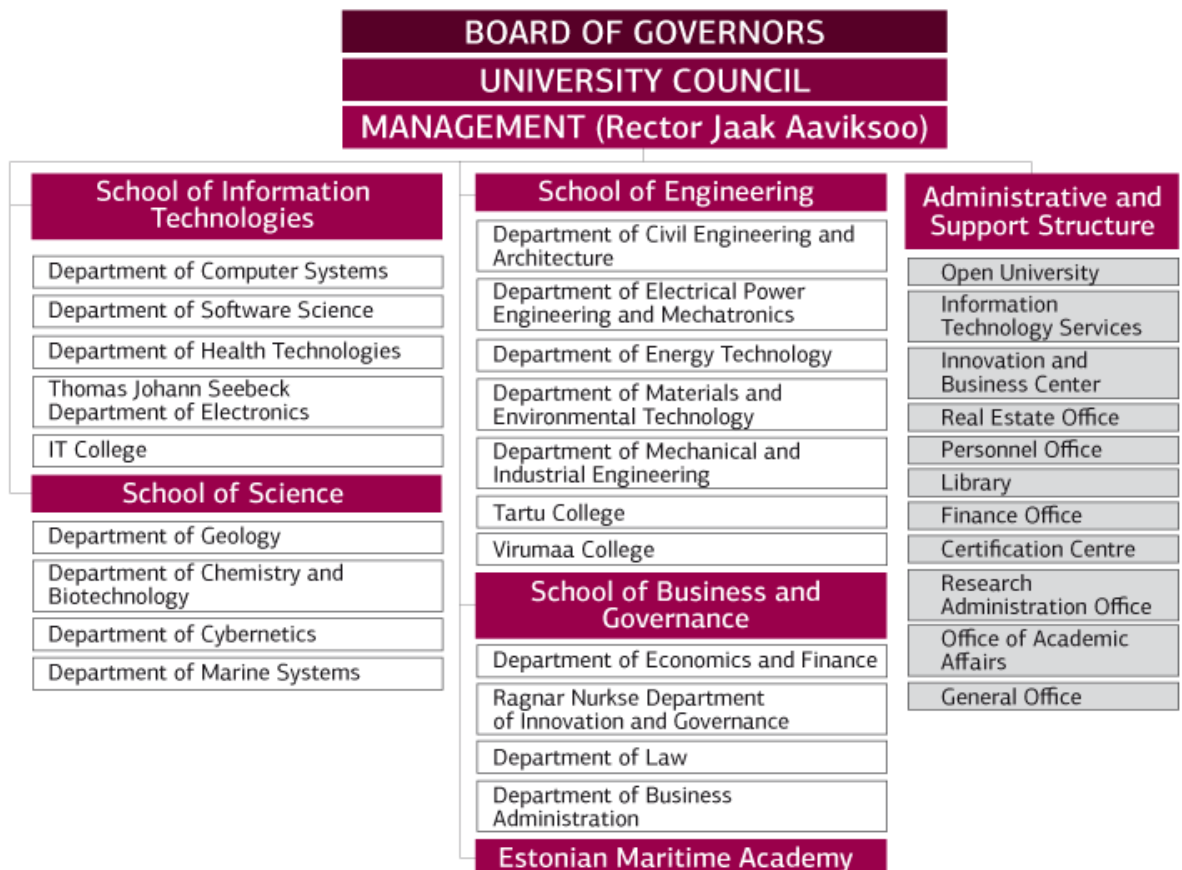 BOARD OF GOVERNORS
UNIVERSITY COUNCIL
MANAGEMENT (Rector Jaak Aaviksoo)
School of Information
Technologies
Department of Computer Systems
Department of Software Science
Department of Health Technologies
Thomas Johann Seebeck
Department of Electronics
IT College
School of Science
Department of Geology
Department of Chemistry and
Biotechnology
Department of Cybernetics
Department of Marine Systems
School of Engineering
Department of Civil Engineering and
Architecture
Department of Electrical Power
Engineering and Mechatronics
Department of Energy Technology
Department of Materials and
Environmental Technology
Department of Mechanical and
Industrial Engineering
Tartu College
Virumaa College
School of Business and
Governance
Department of Economics and Finance
Ragnar Nurkse Department
of Innovation and Governance
Department of Law
Department of Business
Administration
Estonian Maritime Academy
Administrative and
Support Structure
Open University
Information
Technology Services
Innovation and
Business Center
Real Estate Office
Personnel Office
Library
Finance Office
Certification Centre
Research
Administration Office
Office of Academic
Affairs
General Office